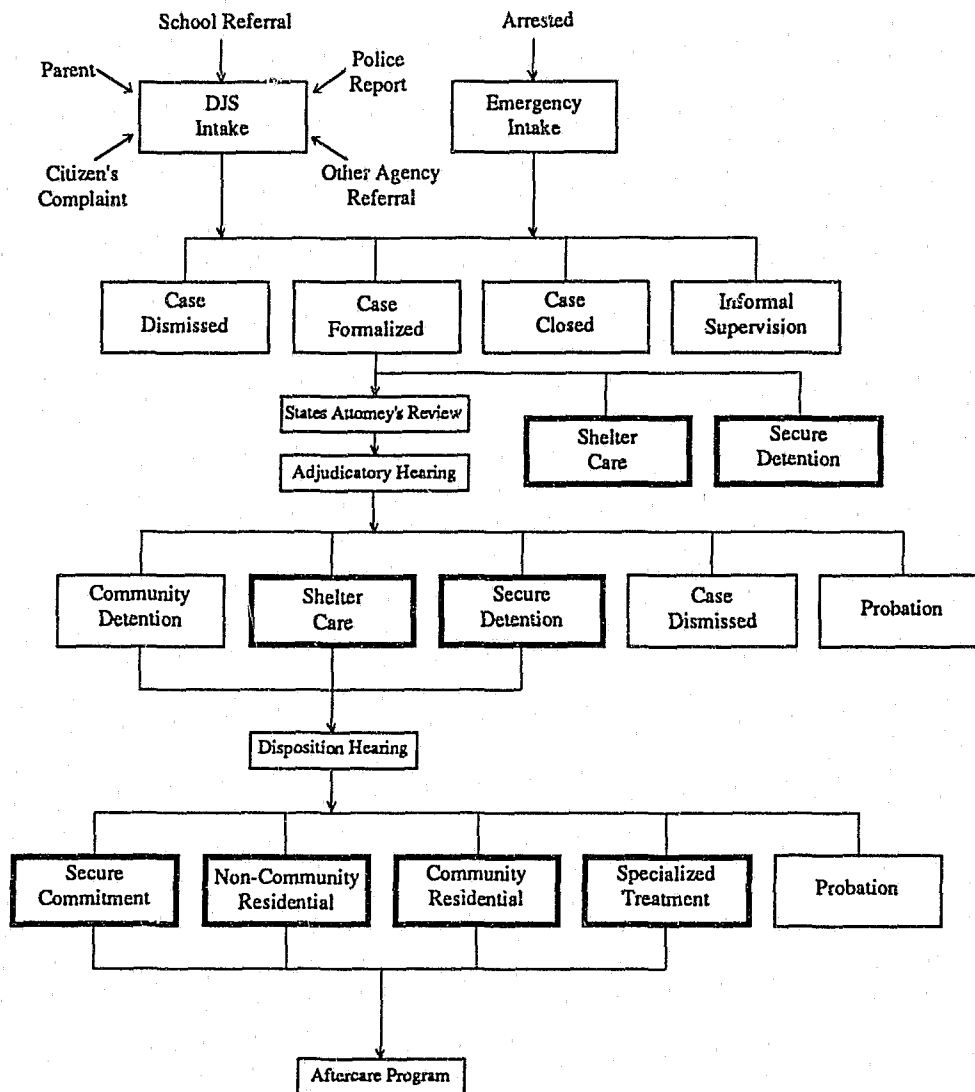 School Referral
Arrested
Parent
Police
Report
DJS
Intake
Emergency
Intake
Citizen's
Complaint
Other Agency
Referral
Case
Dismissed
Case
Formalized
Case
Closed
Informal
Supervision
States Attorney's Review
Shelter
Care
Secure
Detention
Adjudicatory Hearing
Community
Detention
Shelter
Care
Secure
Detention
Case
Dismissed
Probation
Disposition Hearing
Secure
Commitment
Non-Community
Residential
Community
Residential
Specialized
Treatment
Probation
Aftercare Program